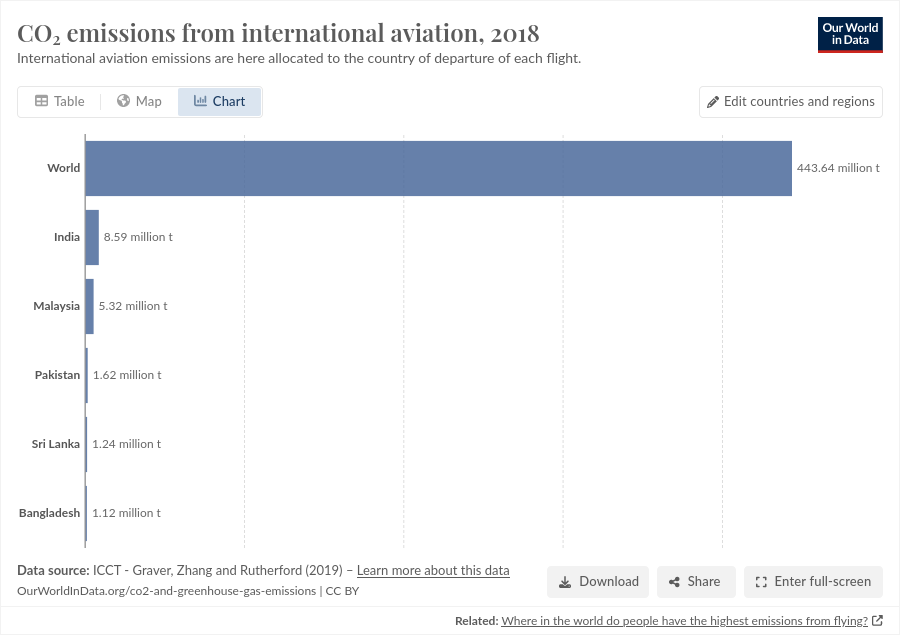 CO₂ emissions from international aviation, 2018
International aviation emissions are here allocated to the country of departure of each flight.
Our World
in Data
Table
Map
Chart
Edit countries and regions
World
443.64 million t
India
8.59 million t
Malaysia
5.32 million t
Pakistan
1.62 million t
Sri Lanka
1.24 million t
Bangladesh
1.12 million t
Data source: ICCT - Graver, Zhang and Rutherford (2019) – Learn more about this data
OurWorldInData.org/co2-and-greenhouse-gas-emissions | CC BY
Download
Share
Enter full-screen
Related: Where in the world do people have the highest emissions from flying?